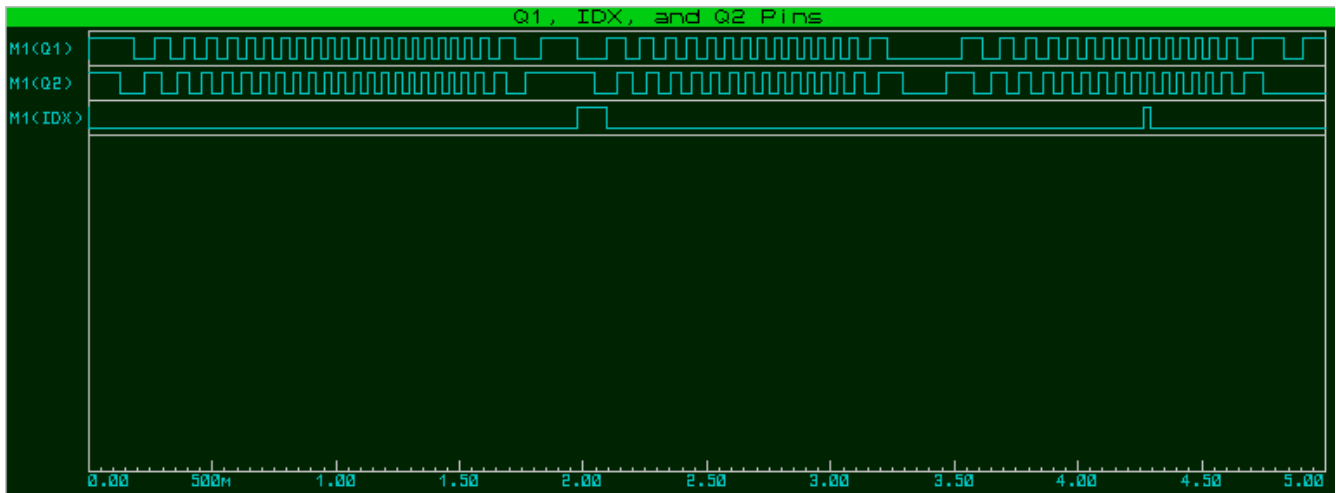 Q1, IDX, and Q2 Pins
M1(Q1)
M1(Q2)
M1(IDX)
0.00 500m 1.00 1.50 2.00 2.50 3.00 3.50 4.00 4.50 5.00